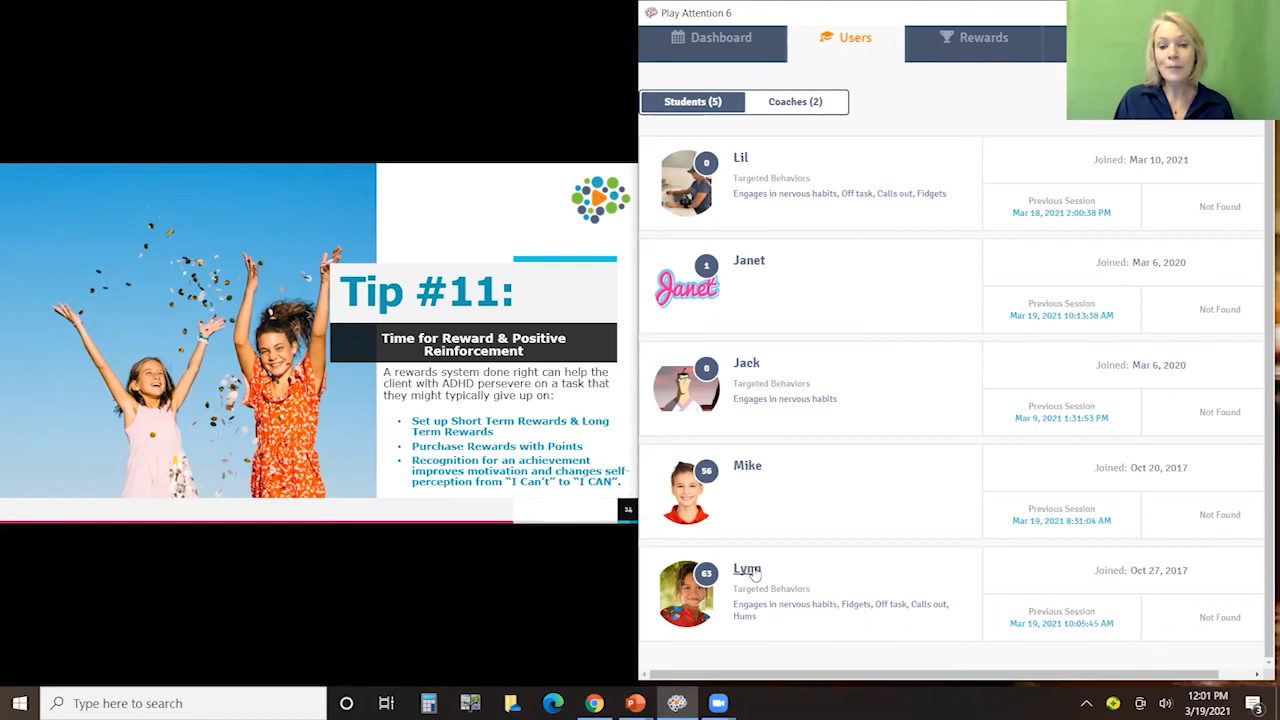 Play Attention 6
Dashboard
Users
Rewards
Students (5)
Coaches (2)
Tip #11:
Time for Reward & Positive
Reinforcement
A rewards system done right can help the
client with ADHD persevere on a task that
they might typically give up on:
• Set up Short Term Rewards & Long
Term Rewards
• Purchase Rewards with Points
• Recognition for an achievement
improves motivation and changes self-
perception from "I Can't" to "I CAN".
14
0
Lil
Targeted Behaviors
Engages in nervous habits, Off task, Calls out, Fidgets
Joined: Mar 10, 2021
Previous Session
Mar 18, 2021 2:00:38 PM
Not Found
1
Janet
Janet
Joined: Mar 6, 2020
Previous Session
Mar 19, 2021 10:13:38 AM
Not Found
0
Jack
Targeted Behaviors
Engages in nervous habits
Joined: Mar 6, 2020
Previous Session
Mar 9, 2021 1:31:53 PM
Not Found
56
Mike
Joined: Oct 20, 2017
Previous Session
Mar 19, 2021 8:31:04 AM
Not Found
63
Lynn
Targeted Behaviors
Engages in nervous habits, Fidgets, Off task, Calls out,
Hums
Joined: Oct 27, 2017
Previous Session
Mar 19, 2021 10:05:45 AM
Not Found
Type here to search
12:01 PM
3/19/2021
3